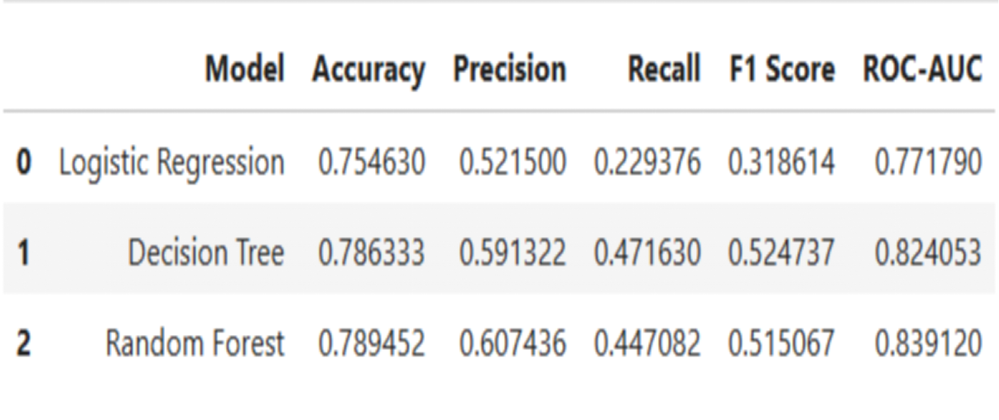 Model Accuracy Precision Recall F1 Score ROC-AUC
0 Logistic Regression 0.754630 0.521500 0.229376 0.318614 0.771790
1 Decision Tree 0.786333 0.591322 0.471630 0.524737 0.824053
2 Random Forest 0.789452 0.607436 0.447082 0.515067 0.839120